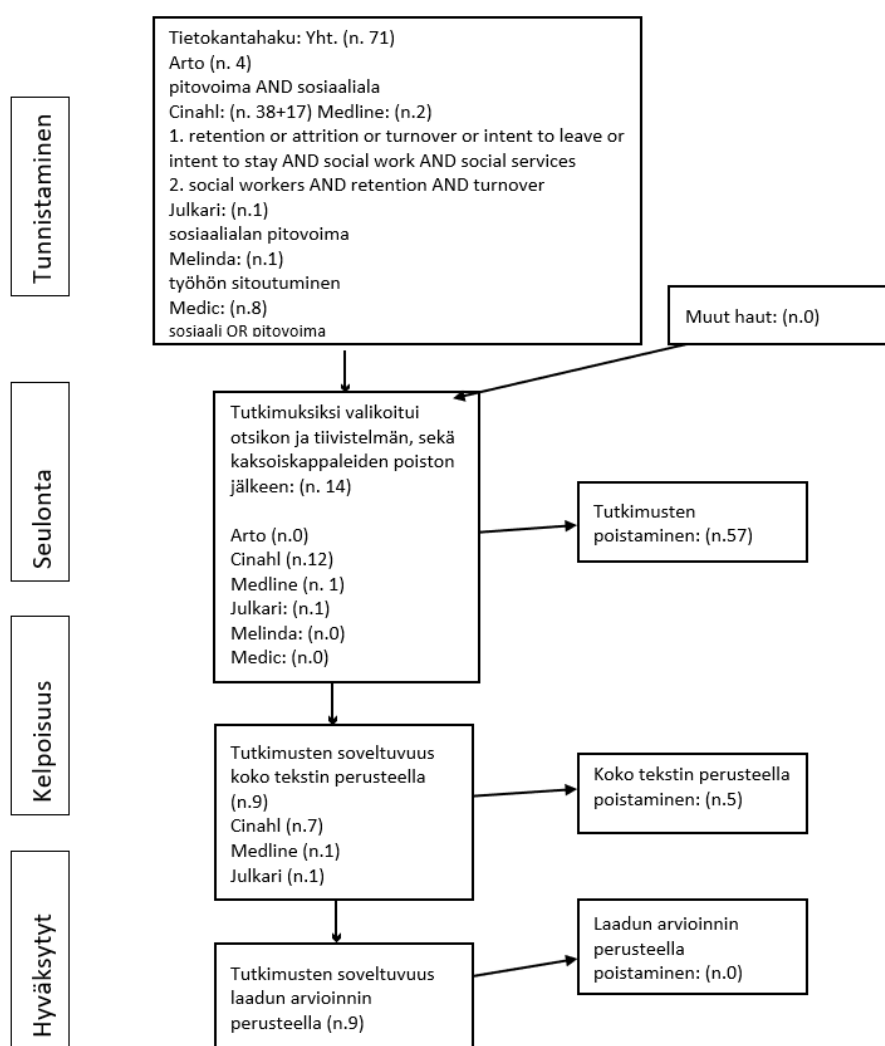 Tunnistaminen
Tietokantahaku: Yht. (n. 71)
Arto (n. 4)
pitovoima AND sosiaaliala
Cinahl: (n. 38+17) Medline: (n.2)
1. retention or attrition or turnover or intent to leave or
intent to stay AND social work AND social services
2. social workers AND retention AND turnover
Julkari: (n.1)
sosiaalialan pitovoima
Melinda: (n.1)
työhön sitoutuminen
Medic: (n.8)
sosiaali OR pitovoima
Muut haut: (n.0)
Seulonta
Tutkimuksiksi valikoitui
otsikon ja tiivistelmän, sekä
kaksoiskappaleiden poiston
jälkeen: (n. 14)
Arto (n.0)
Cinahl (n.12)
Medline (n. 1)
Julkari: (n.1)
Melinda: (n.0)
Medic: (n.0)
Tutkimusten
poistaminen: (n.57)
Kelpoisuus
Tutkimusten soveltuvuus
koko tekstin perusteella
(n.9)
Cinahl (n.7)
Medline (n.1)
Julkari (n.1)
Koko tekstin perusteella
poistaminen: (n.5)
Hyväksytyt
Tutkimusten soveltuvuus
laadun arvioinnin
perusteella (n.9)
Laadun arvioinnin
perusteella
poistaminen: (n.0)